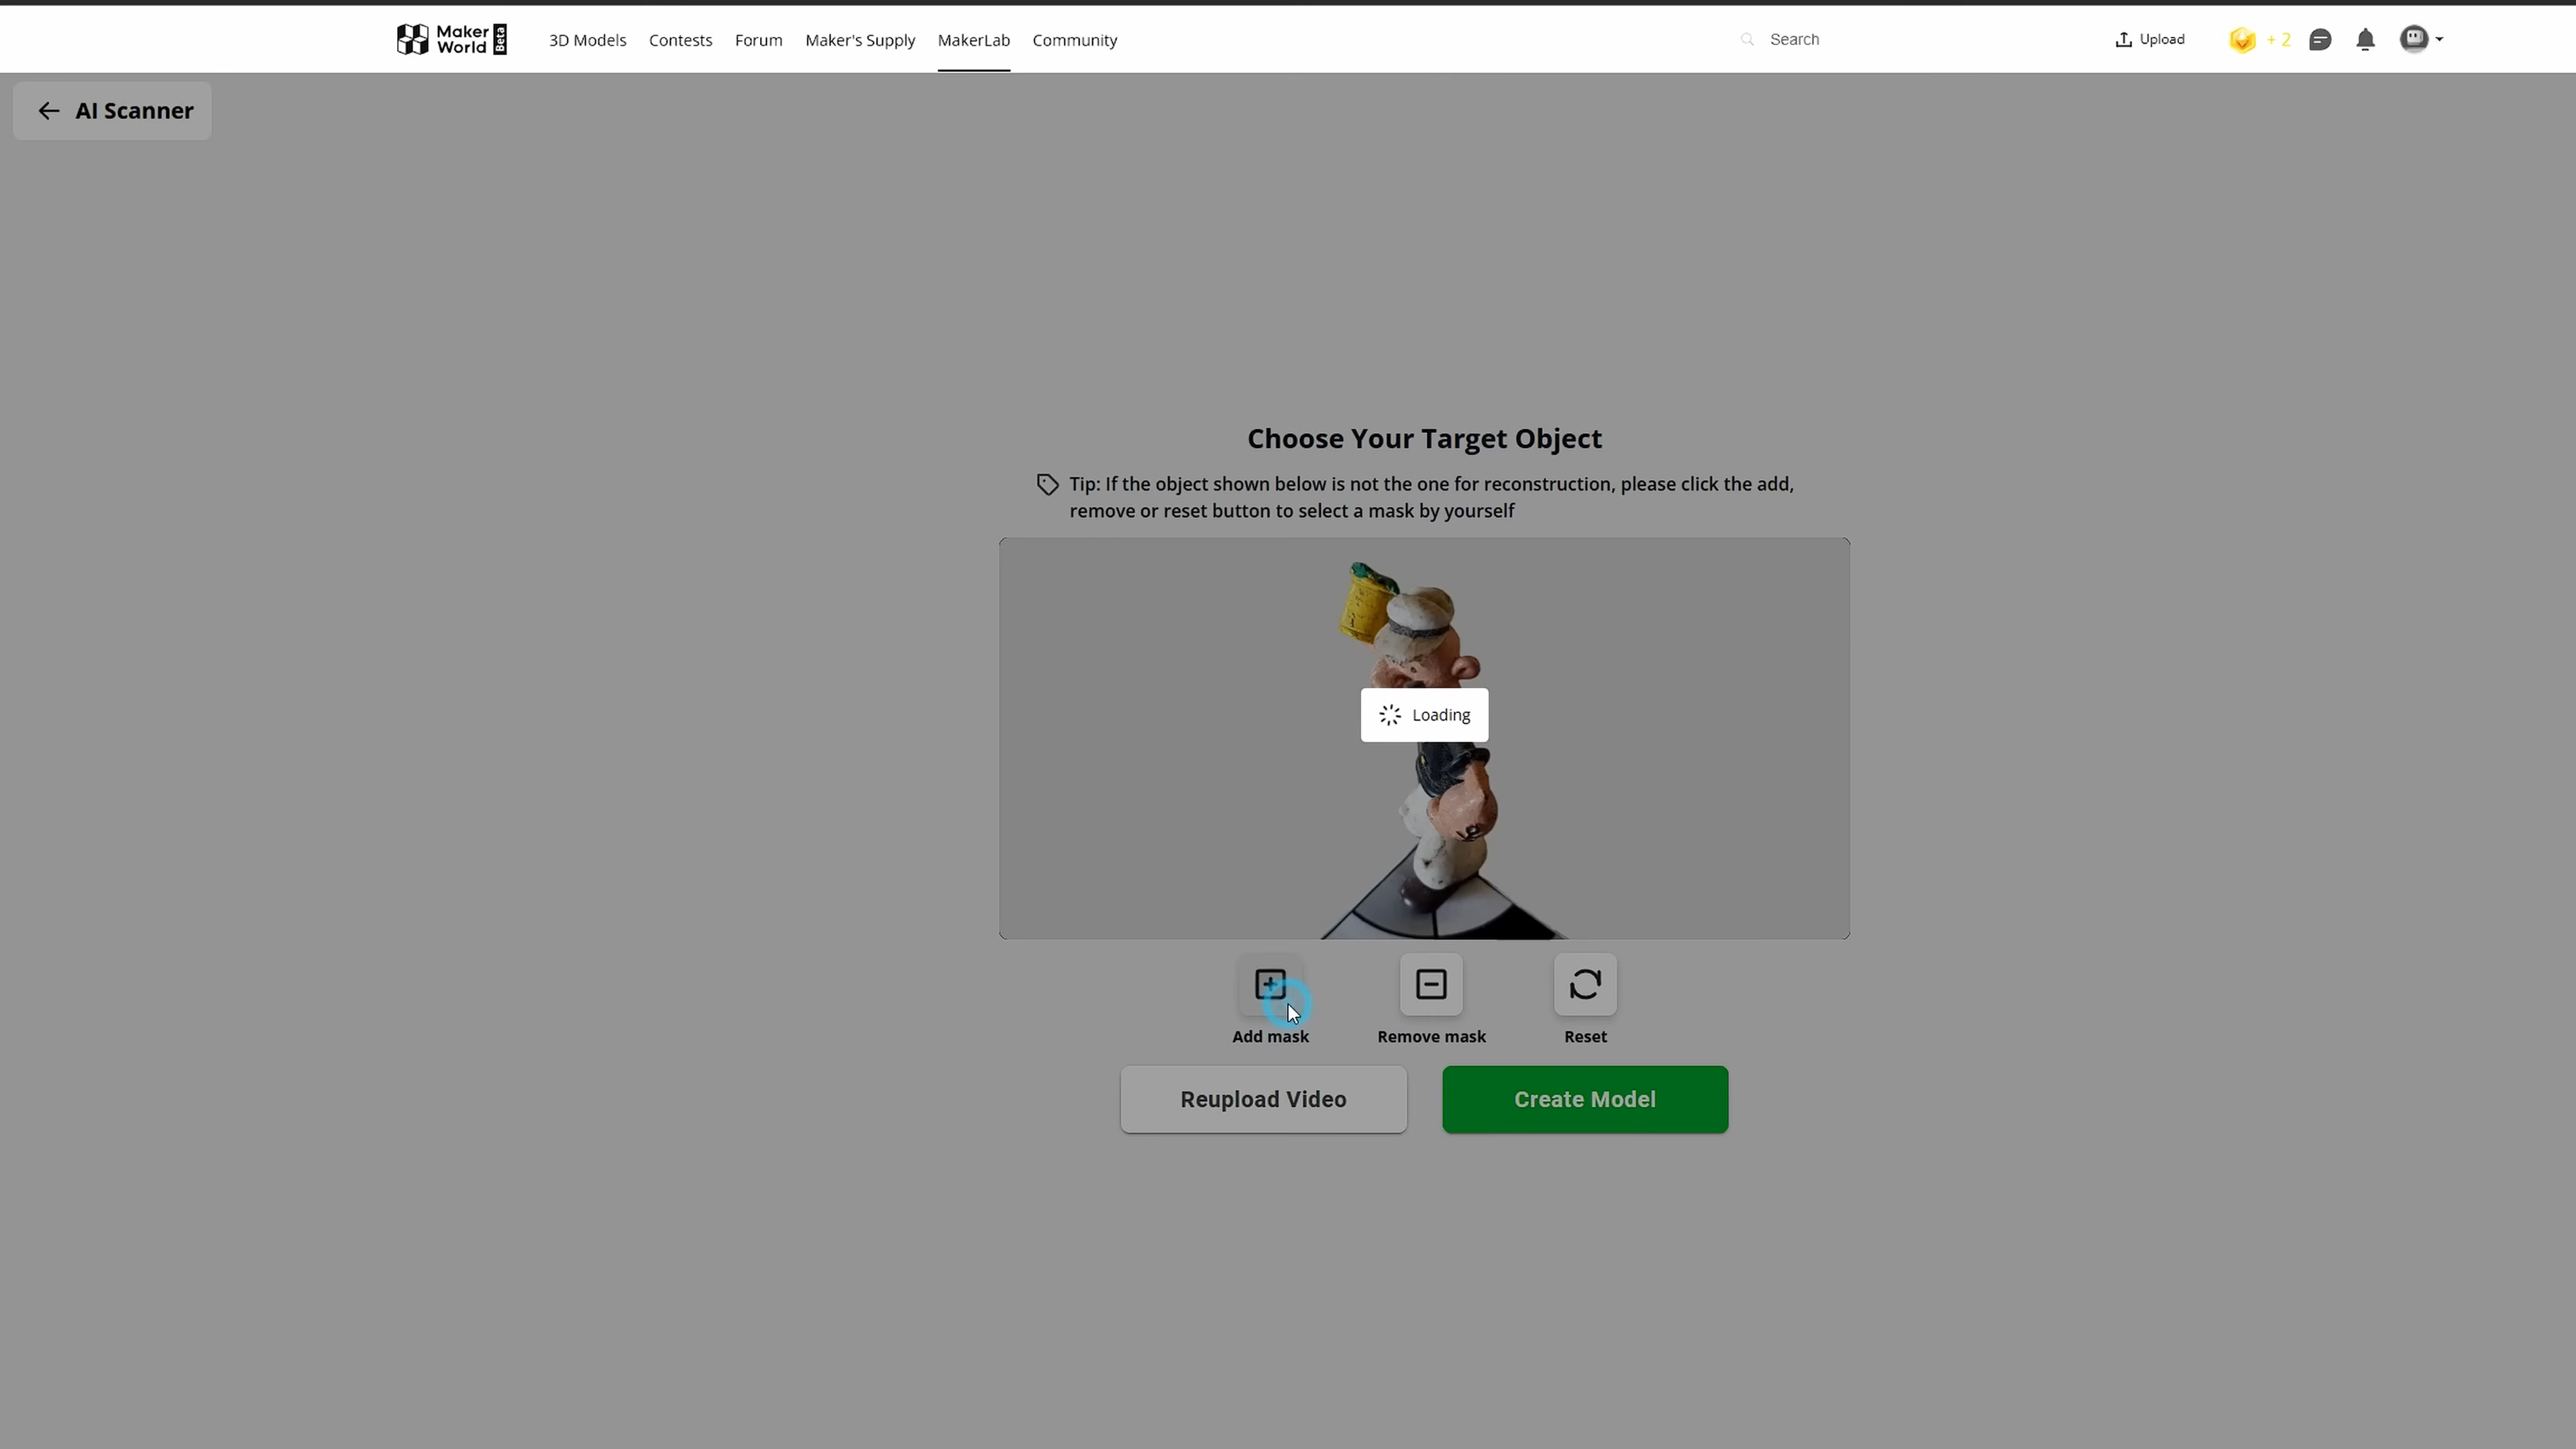 Maker
World
Beta
3D Models
Contests
Forum
Maker's Supply
MakerLab
Community
Search
Upload
+ 2
AI Scanner
Choose Your Target Object
Tip: If the object shown below is not the one for reconstruction, please click the add,
remove or reset button to select a mask by yourself
Loading
Add mask
Remove mask
Reset
Reupload Video
Create Model